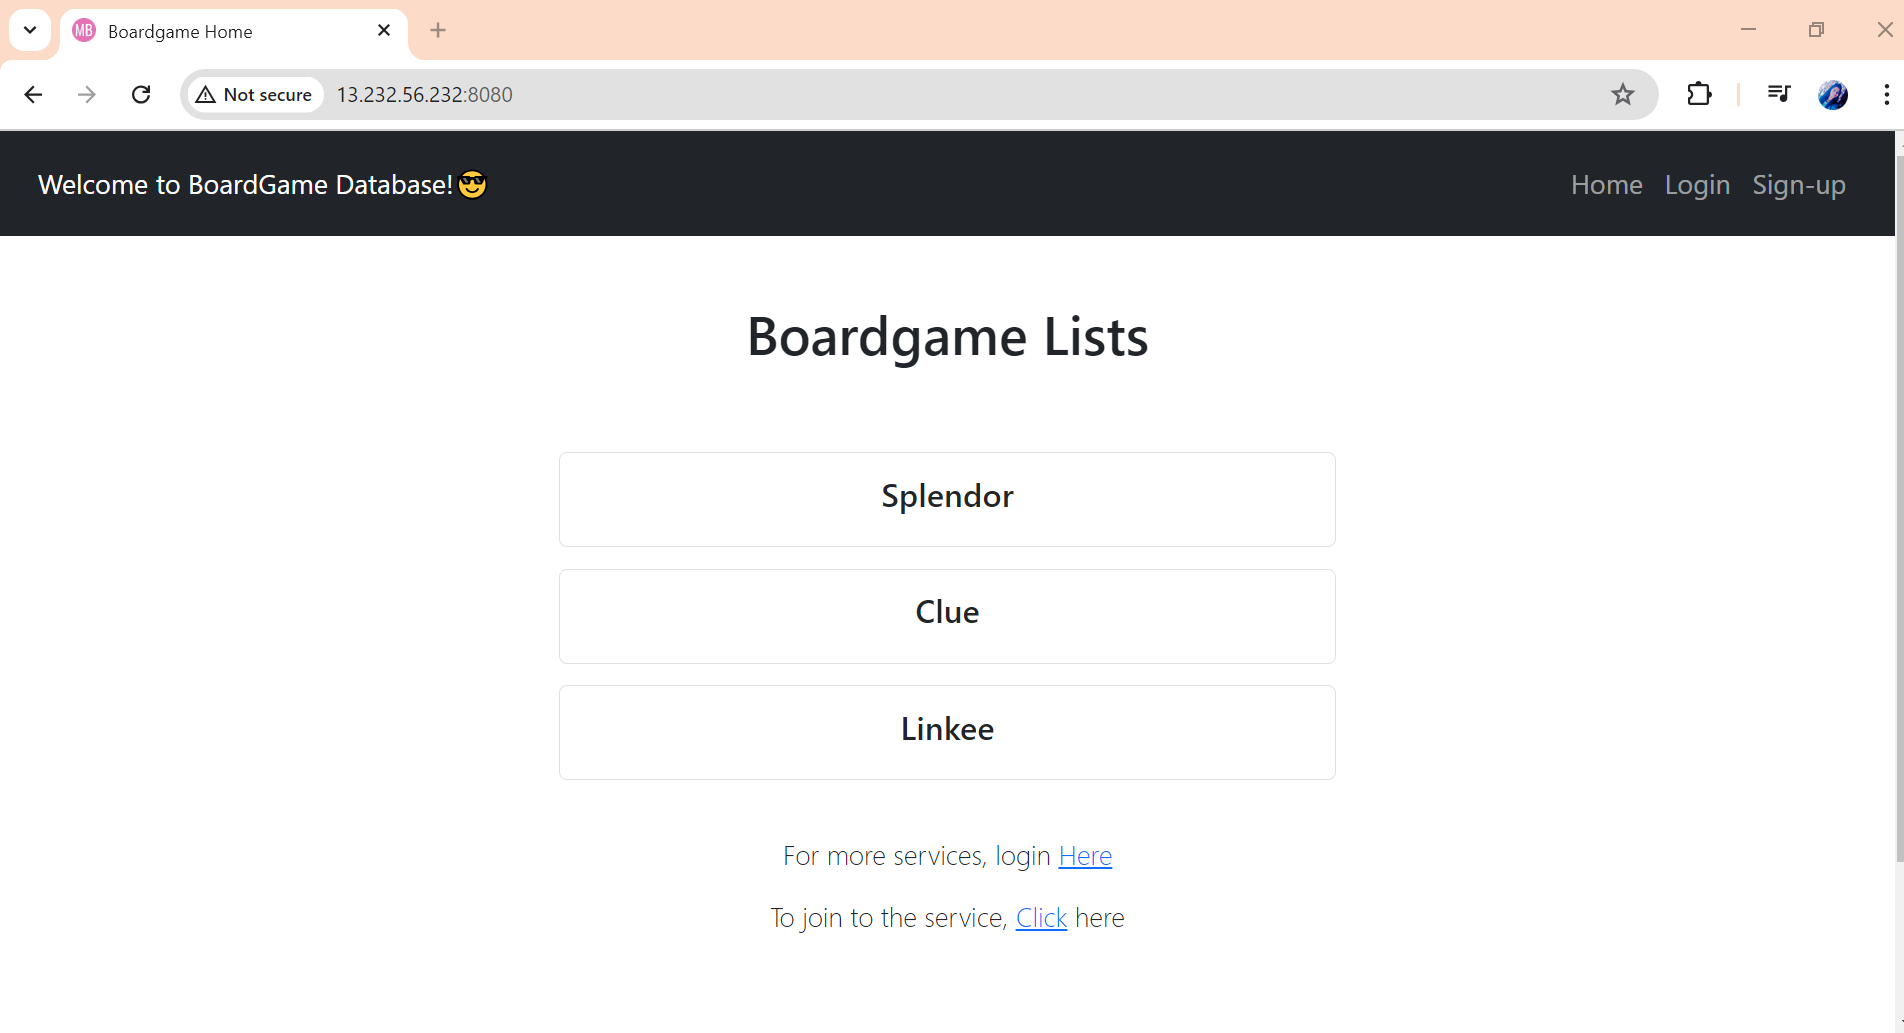 MB Boardgame Home
Not secure 13.232.56.232:8080
Welcome to BoardGame Database!😎 Home Login Sign-up
Boardgame Lists
Splendor
Clue
Linkee
For more services, login Here
To join to the service, Click here